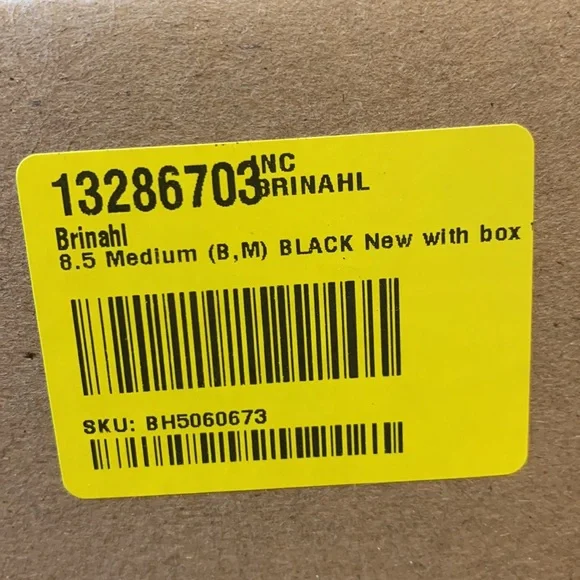 13286703 INC
BRINAHL
Brinahl
8.5 Medium (B,M) BLACK New with box
SKU: BH5060673